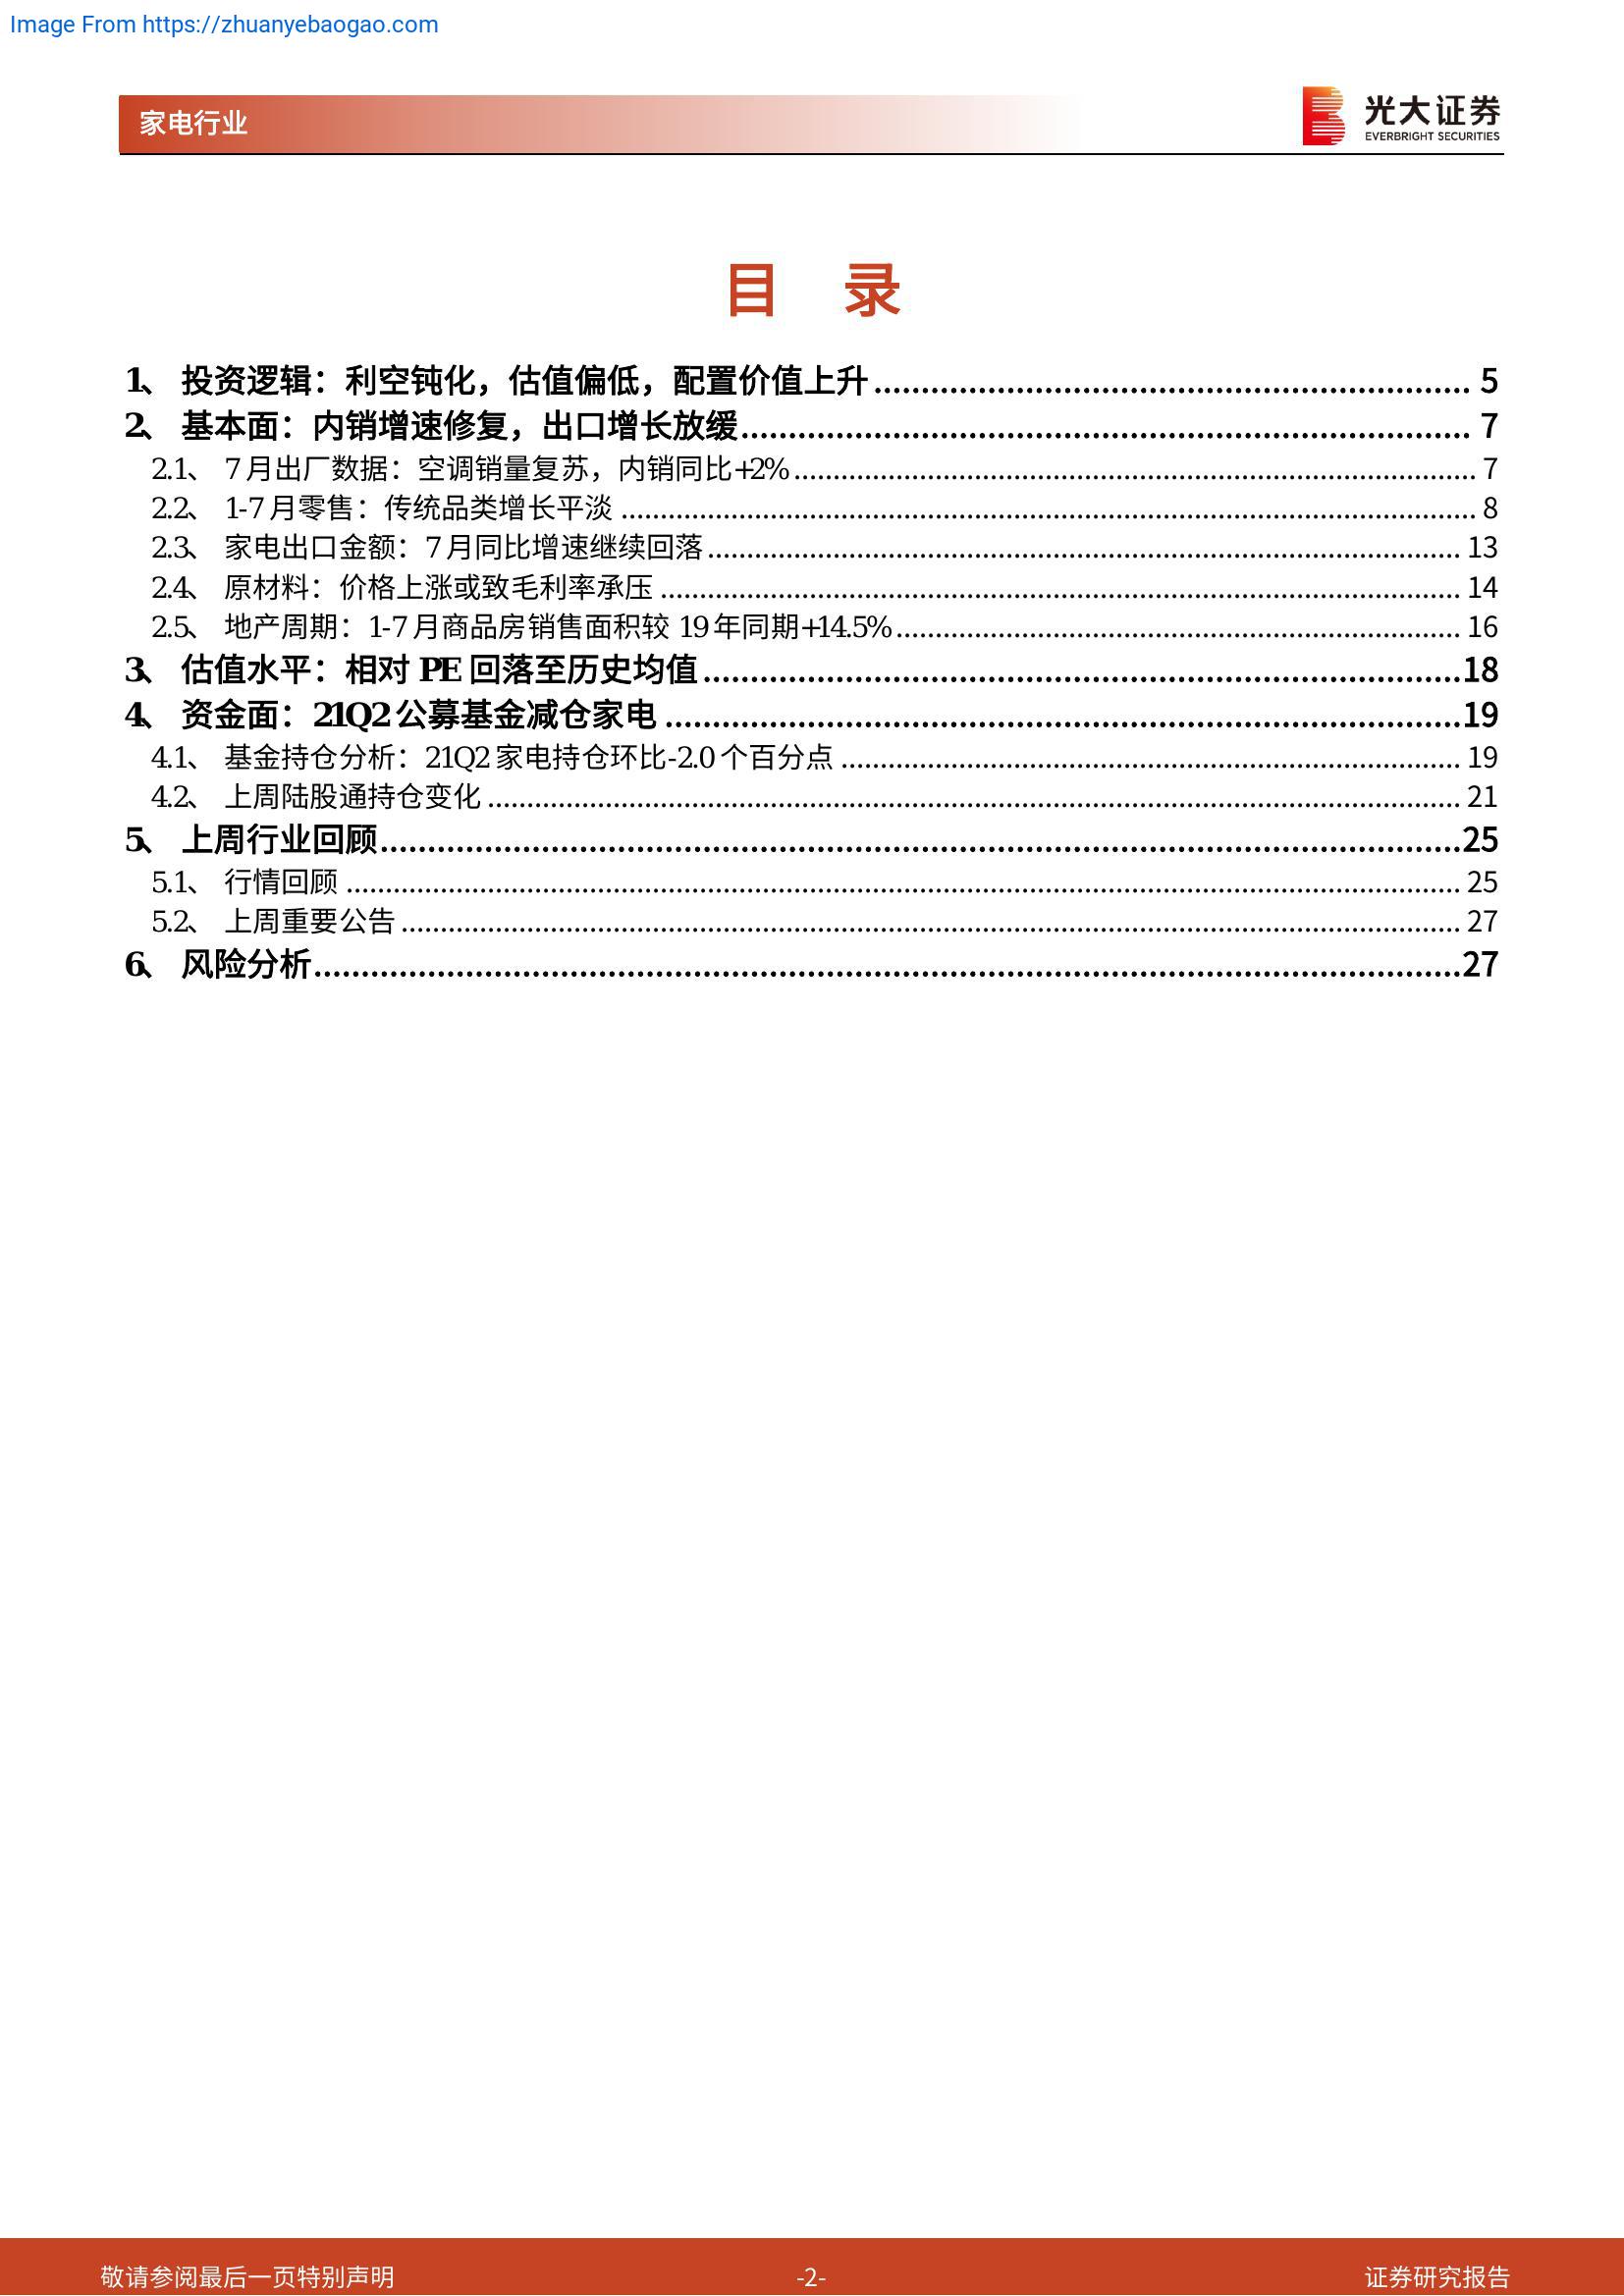 Image From https://zhuanyebaogao.com
家电行业
光大证券
EVERBRIGHT SECURITIES
目 录
1、 投资逻辑：利空钝化，估值偏低，配置价值上升 5
2、 基本面：内销增速修复，出口增长放缓 7
2.1、 7月出厂数据：空调销量复苏，内销同比+2% 7
2.2、 1-7月零售：传统品类增长平淡 8
2.3、 家电出口金额：7月同比增速继续回落 13
2.4、 原材料：价格上涨或致毛利率承压 14
2.5、 地产周期：1-7月商品房销售面积较 19年同期+14.5% 16
3、 估值水平：相对 PE 回落至历史均值 18
4、 资金面：21Q2公募基金减仓家电 19
4.1、 基金持仓分析：21Q2家电持仓环比-2.0个百分点 19
4.2、 上周陆股通持仓变化 21
5、 上周行业回顾 25
5.1、 行情回顾 25
5.2、 上周重要公告 27
6、 风险分析 27
敬请参阅最后一页特别声明 -2- 证券研究报告